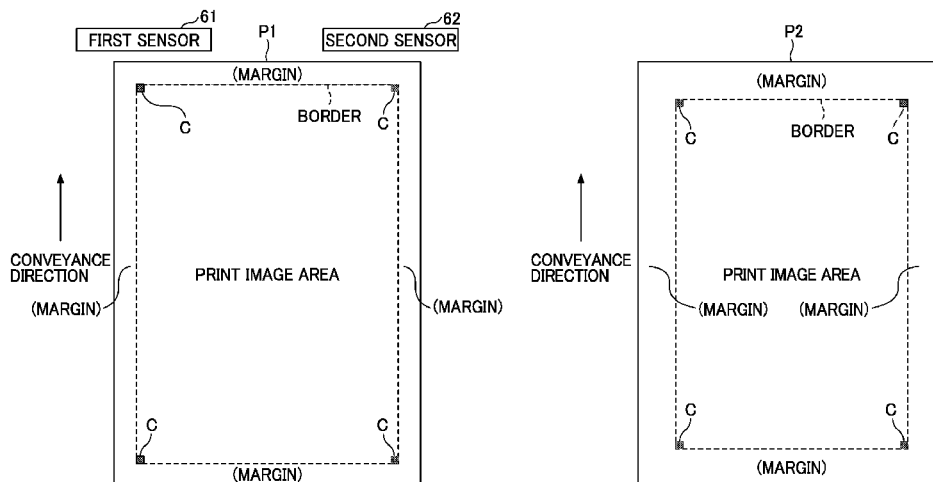 61
FIRST SENSOR
62
SECOND SENSOR
P1
(MARGIN)
BORDER
C
C
CONVEYANCE
DIRECTION
PRINT IMAGE AREA
(MARGIN)
(MARGIN)
C
C
(MARGIN)
P2
(MARGIN)
BORDER
C
C
CONVEYANCE
DIRECTION
PRINT IMAGE AREA
(MARGIN)
(MARGIN)
C
C
(MARGIN)